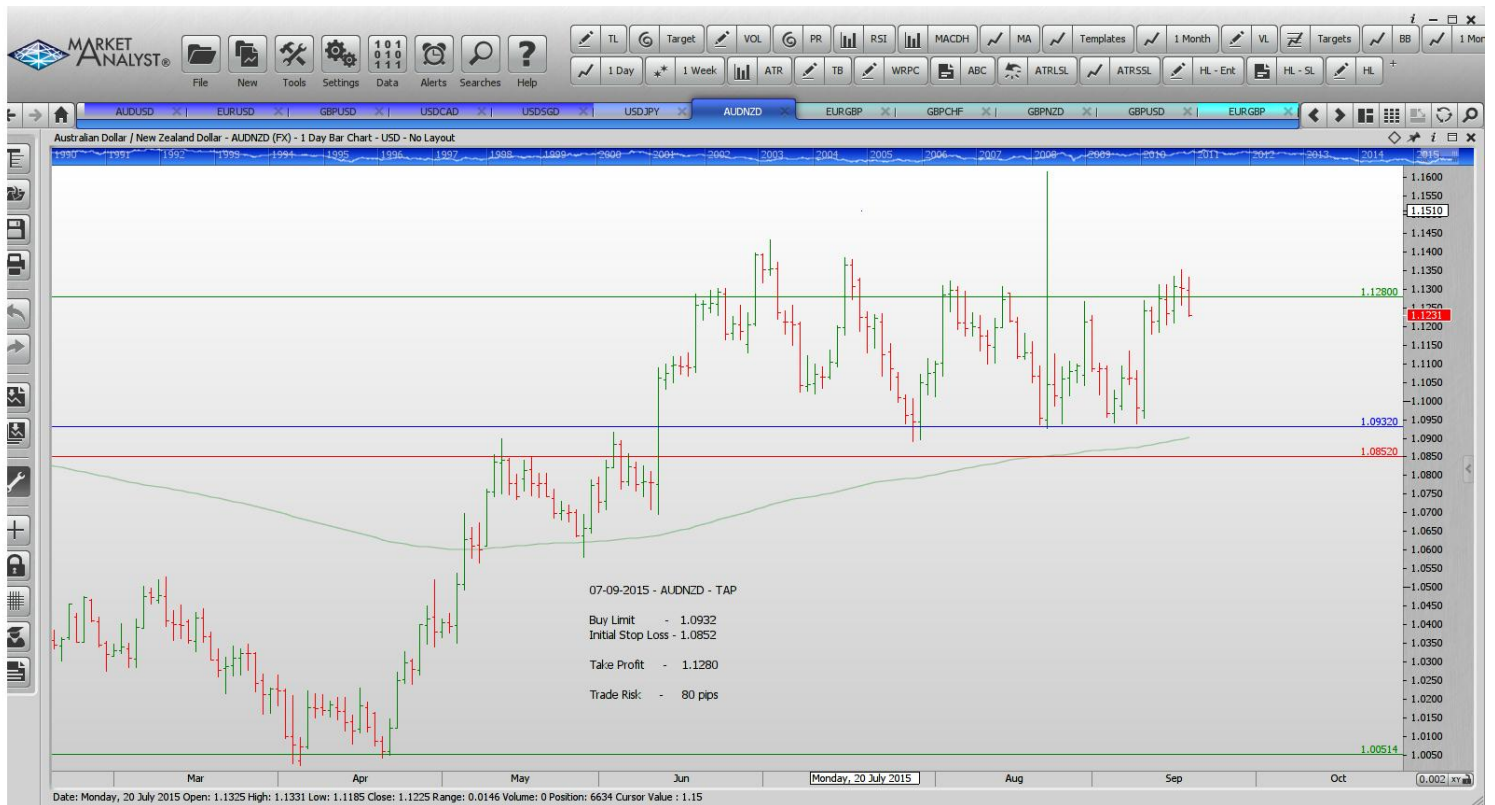 MARKET ANALYST®
File New Tools Settings Data Alerts Searches Help
TL Target VOL PR RSI MACDH MA Templates 1 Month VL Targets BB
1 Day 1 Week ATR TB WRPC ABC ATRLSL ATRSSL HL - Ent HL - SL HL
AUDUSD EURUSD GBPUSD USDCAD USDSGD USDJPY AUDNZD EURGBP GBPCHF GBPNZD GBPUSD EURGBP
Australian Dollar / New Zealand Dollar - AUDNZD (FX) - 1 Day Bar Chart - USD - No Layout
1990 1991 1992 1993 1994 1995 1996 1997 1998 1999 2000 2001 2002 2003 2004 2005 2006 2007 2008 2009 2010 2011 2012 2013 2014 2015
1.1600
1.1550
1.1510
1.1450
1.1400
1.1350
1.1300
1.12800
1.1231
1.1200
1.1150
1.1100
1.1050
1.1000
1.0950
1.09320
1.0900
1.08520
1.0850
1.0800
1.0750
1.0700
1.0650
1.0600
1.0550
1.0500
1.0450
1.0400
1.0350
1.0300
1.0250
1.0200
1.0150
1.0100
1.00514
1.0050
07-09-2015 - AUDNZD - TAP
Buy Limit - 1.0932
Initial Stop Loss - 1.0852
Take Profit - 1.1280
Trade Risk - 80 pips
Mar Apr May Jun Monday, 20 July 2015 Aug Sep Oct 0.002 XY
Date: Monday, 20 July 2015 Open: 1.1325 High: 1.1331 Low: 1.1185 Close: 1.1225 Range: 0.0146 Volume: 0 Position: 6634 Cursor Value : 1.15